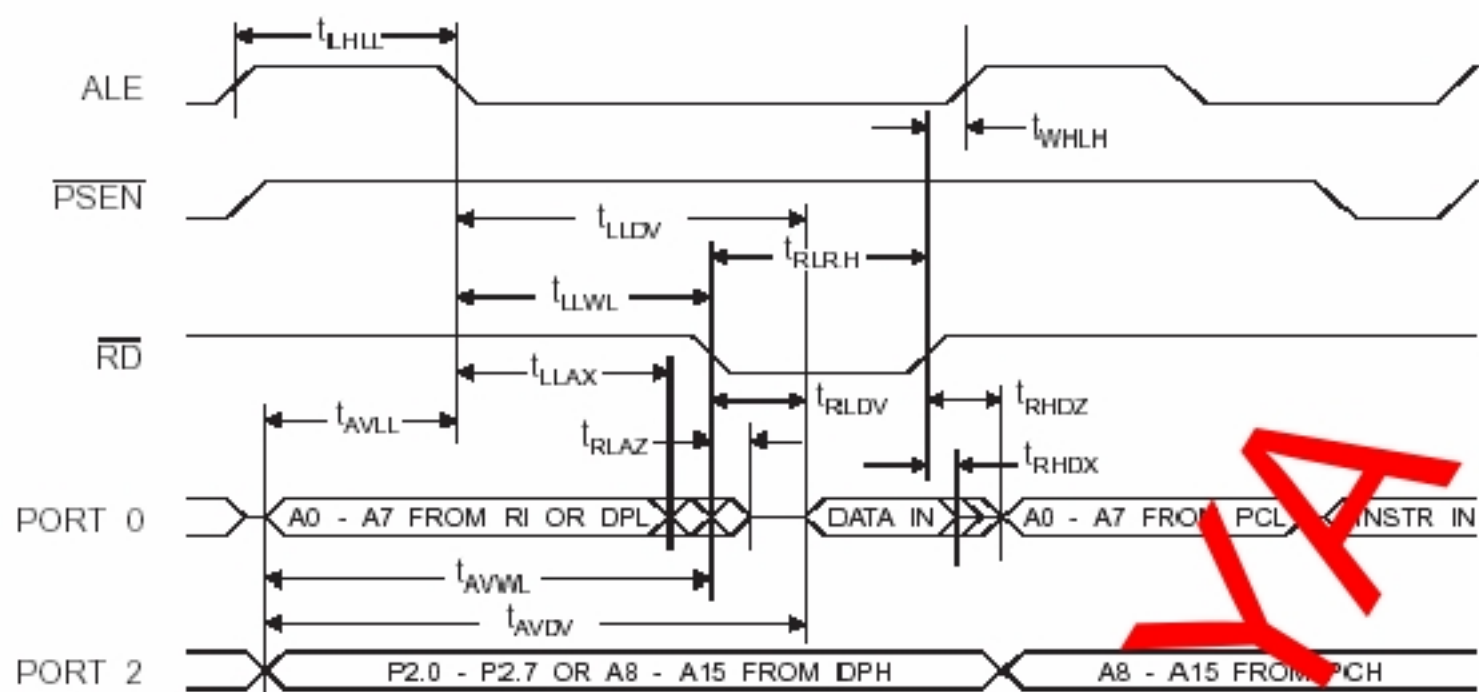 tLHLL
ALE
tWHLH
PSEN
tLLDV
tRLRH
tLLWL
RD
tLLAX
tRLDV
tRHDZ
tAVLL
tRLAZ
tRHDX
PORT 0
A0 - A7 FROM RI OR DPL
DATA IN
A0 - A7 FROM PCL
INSTR IN
tAVWL
tAVDV
PORT 2
P2.0 - P2.7 OR A8 - A15 FROM DPH
A8 - A15 FROM PCH
YA